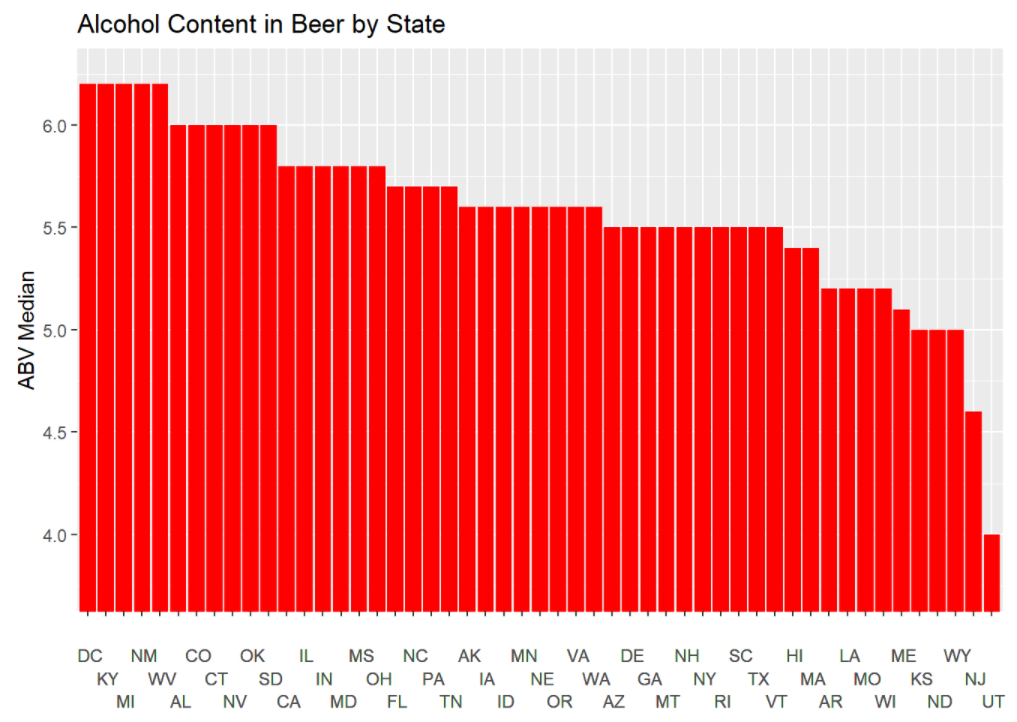 Alcohol Content in Beer by State
ABV Median
6.0
5.5
5.0
4.5
4.0
DC NM CO OK IL MS NC AK MN VA DE NH SC HI LA ME WY
KY WV CT SD IN OH PA IA NE WA GA NY TX MA MO KS NJ
MI AL NV CA MD FL TN ID OR AZ MT RI VT AR WI ND UT